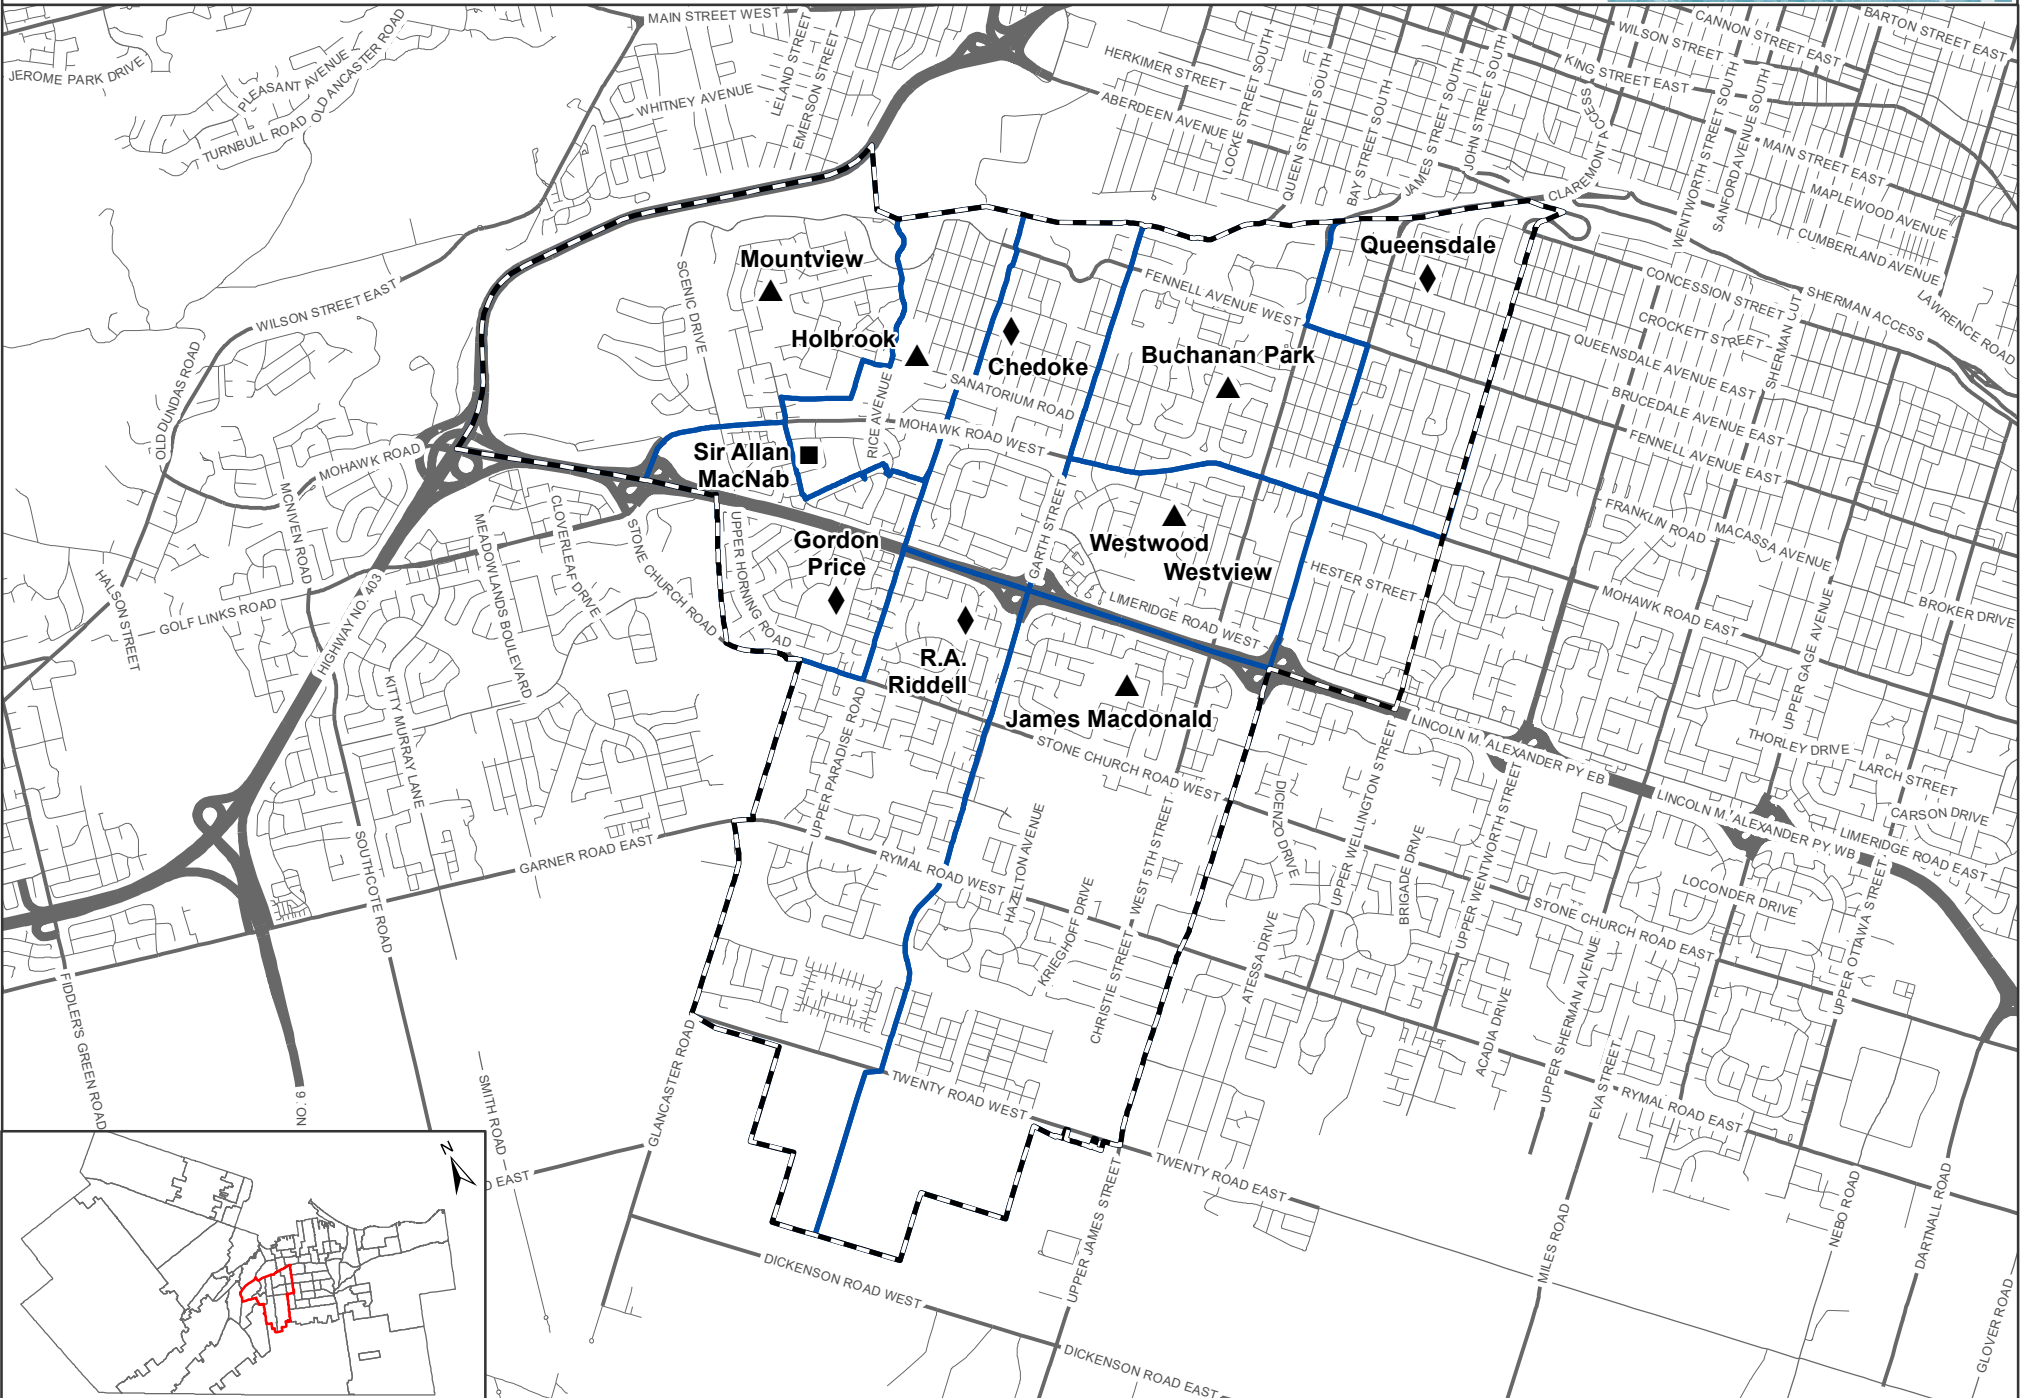 MAIN STREET WEST
JEROME PARK DRIVE
PLEASANT AVENUE
OLD ANCASTER ROAD
TURNBULL ROAD
WHITNEY AVENUE
LELAND STREET
EMERSON STREET
HERKIMER STREET
ABERDEEN AVENUE
LOCKE STREET SOUTH
QUEEN STREET SOUTH
BAY STREET SOUTH
JAMES STREET SOUTH
JOHN STREET SOUTH
CANNON STREET EAST
BARTON STREET EAST
WILSON STREET
KING STREET EAST
CLAREMONT ACCESS
WENTWORTH STREET SOUTH
SANFORD AVENUE SOUTH
MAIN STREET EAST
MAPLEWOOD AVENUE
CUMBERLAND AVENUE
LAWRENCE ROAD
SHERMAN ACCESS
CONCESSION STREET
SHERMAN CUT
CROCKETT STREET
QUEENSDALE AVENUE EAST
BRUCEDALE AVENUE EAST
FENNELL AVENUE EAST
Queensdale
Mountview
Holbrook
Chedoke
Buchanan Park
FENNELL AVENUE WEST
SCENIC DRIVE
WILSON STREET EAST
OLD DUNDAS ROAD
MOHAWK ROAD
SANATORIUM ROAD
RICE AVENUE
MOHAWK ROAD WEST
Sir Allan
MacNab
Gordon
Price
Westwood
Westview
R.A.
Riddell
James Macdonald
GARTH STREET
LIMERIDGE ROAD WEST
HESTER STREET
FRANKLIN ROAD
MACASSA AVENUE
MOHAWK ROAD EAST
BROKER DRIVE
UPPER GAGE AVENUE
MCNIVEN ROAD
MEADOWLANDS BOULEVARD
CLOVERLEAF DRIVE
STONE CHURCH ROAD
UPPER HORNING ROAD
HALSON STREET
GOLF LINKS ROAD
HIGHWAY NO. 403
KITTY MURRAY LANE
UPPER PARADISE ROAD
STONE CHURCH ROAD WEST
LINCOLN M. ALEXANDER PY EB
LINCOLN M. ALEXANDER PY WB
THORLEY DRIVE
LARCH STREET
CARSON DRIVE
LIMERIDGE ROAD EAST
LOCONDER DRIVE
UPPER WELLINGTON STREET
UPPER WENTWORTH STREET
DICENZO DRIVE
BRIGADE DRIVE
STONE CHURCH ROAD EAST
UPPER OTTAWA STREET
SOUTHCOTE ROAD
GARNER ROAD EAST
RYMAL ROAD WEST
HAZELTON AVENUE
KRIEGHOFF DRIVE
WEST 5TH STREET
CHRISTIE STREET
ATESSA DRIVE
ACADIA DRIVE
UPPER SHERMAN AVENUE
EVA STREET
RYMAL ROAD EAST
FIDDLER'S GREEN ROAD
NO. 6
SMITH ROAD
GLANCASTER ROAD
TWENTY ROAD WEST
TWENTY ROAD EAST
UPPER JAMES STREET
DICKENSON ROAD WEST
DICKENSON ROAD EAST
MILES ROAD
NEBO ROAD
DARTNALL ROAD
GLOVER ROAD
N
D EAST